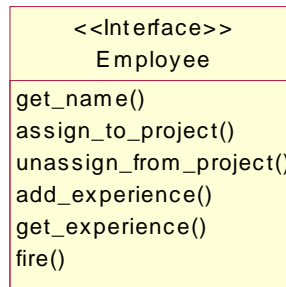 <<Interface>>
Employee
get_name()
assign_to_project()
unassign_from_project()
add_experience()
get_experience()
fire()